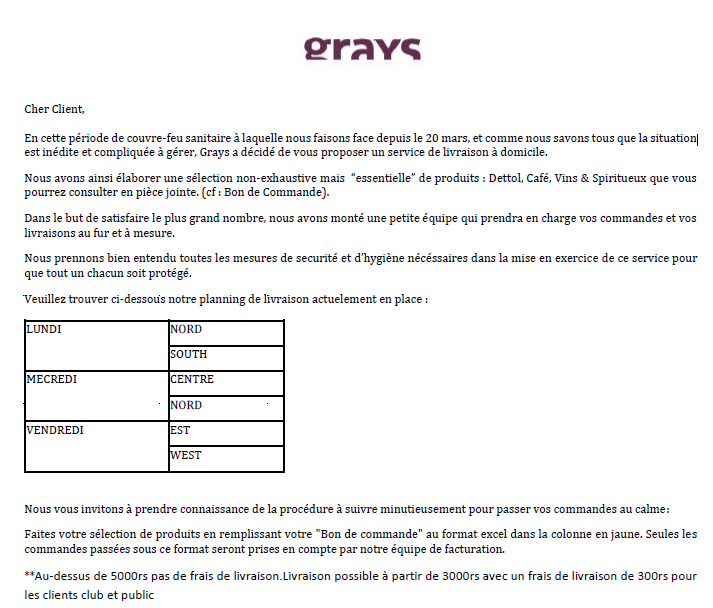 grays
Cher Client,
En cette période de couvre-feu sanitaire à laquelle nous faisons face depuis le 20 mars, et comme nous savons tous que la situation
est inédite et compliquée à gérer, Grays a décidé de vous proposer un service de livraison à domicile.
Nous avons ainsi élaborer une sélection non-exhaustive mais “essentielle” de produits : Dettol, Café, Vins & Spiritueux que vous
pourrez consulter en pièce jointe. (cf : Bon de Commande).
Dans le but de satisfaire le plus grand nombre, nous avons monté une petite équipe qui prendra en charge vos commandes et vos
livraisons au fur et à mesure.
Nous prennons bien entendu toutes les mesures de securité et d’hygiène nécéssaires dans la mise en exercice de ce service pour
que tout un chacun soit protégé.
Veuillez trouver ci-dessous notre planning de livraison actuelement en place :
LUNDI NORD
SOUTH
MECREDI CENTRE
NORD
VENDREDI EST
WEST
Nous vous invitons à prendre connaissance de la procédure à suivre minutieusement pour passer vos commandes au calme:
Faites votre sélection de produits en remplissant votre "Bon de commande" au format excel dans la colonne en jaune. Seules les
commandes passées sous ce format seront prises en compte par notre équipe de facturation.
**Au-dessus de 5000rs pas de frais de livraison.Livraison possible à partir de 3000rs avec un frais de livraison de 300rs pour
les clients club et public